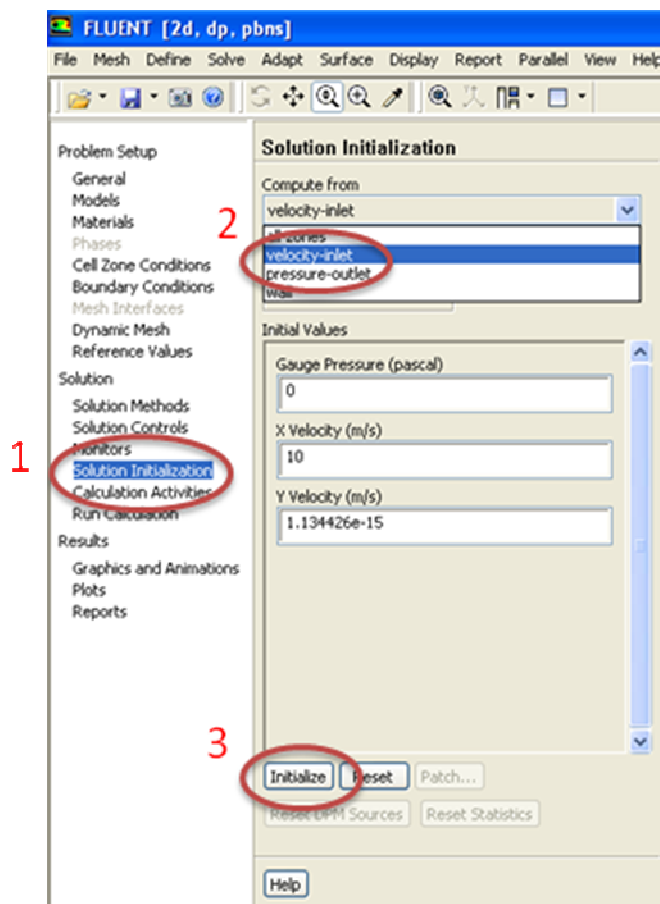 FLUENT [2d, dp, pbns]
File Mesh Define Solve Adapt Surface Display Report Parallel View Help
Problem Setup
General
Models
Materials
Phases
Cell Zone Conditions
Boundary Conditions
Mesh Interfaces
Dynamic Mesh
Reference Values
Solution
Solution Methods
Solution Controls
Monitors
1
Solution Initialization
Calculation Activities
Run Calculation
Results
Graphics and Animations
Plots
Reports
Solution Initialization
Compute from
velocity-inlet
2
all-zones
velocity-inlet
pressure-outlet
wall
Initial Values
Gauge Pressure (pascal)
0
X Velocity (m/s)
10
Y Velocity (m/s)
1.134426e-15
3
Initialize Reset Patch...
Reset DPM Sources Reset Statistics
Help